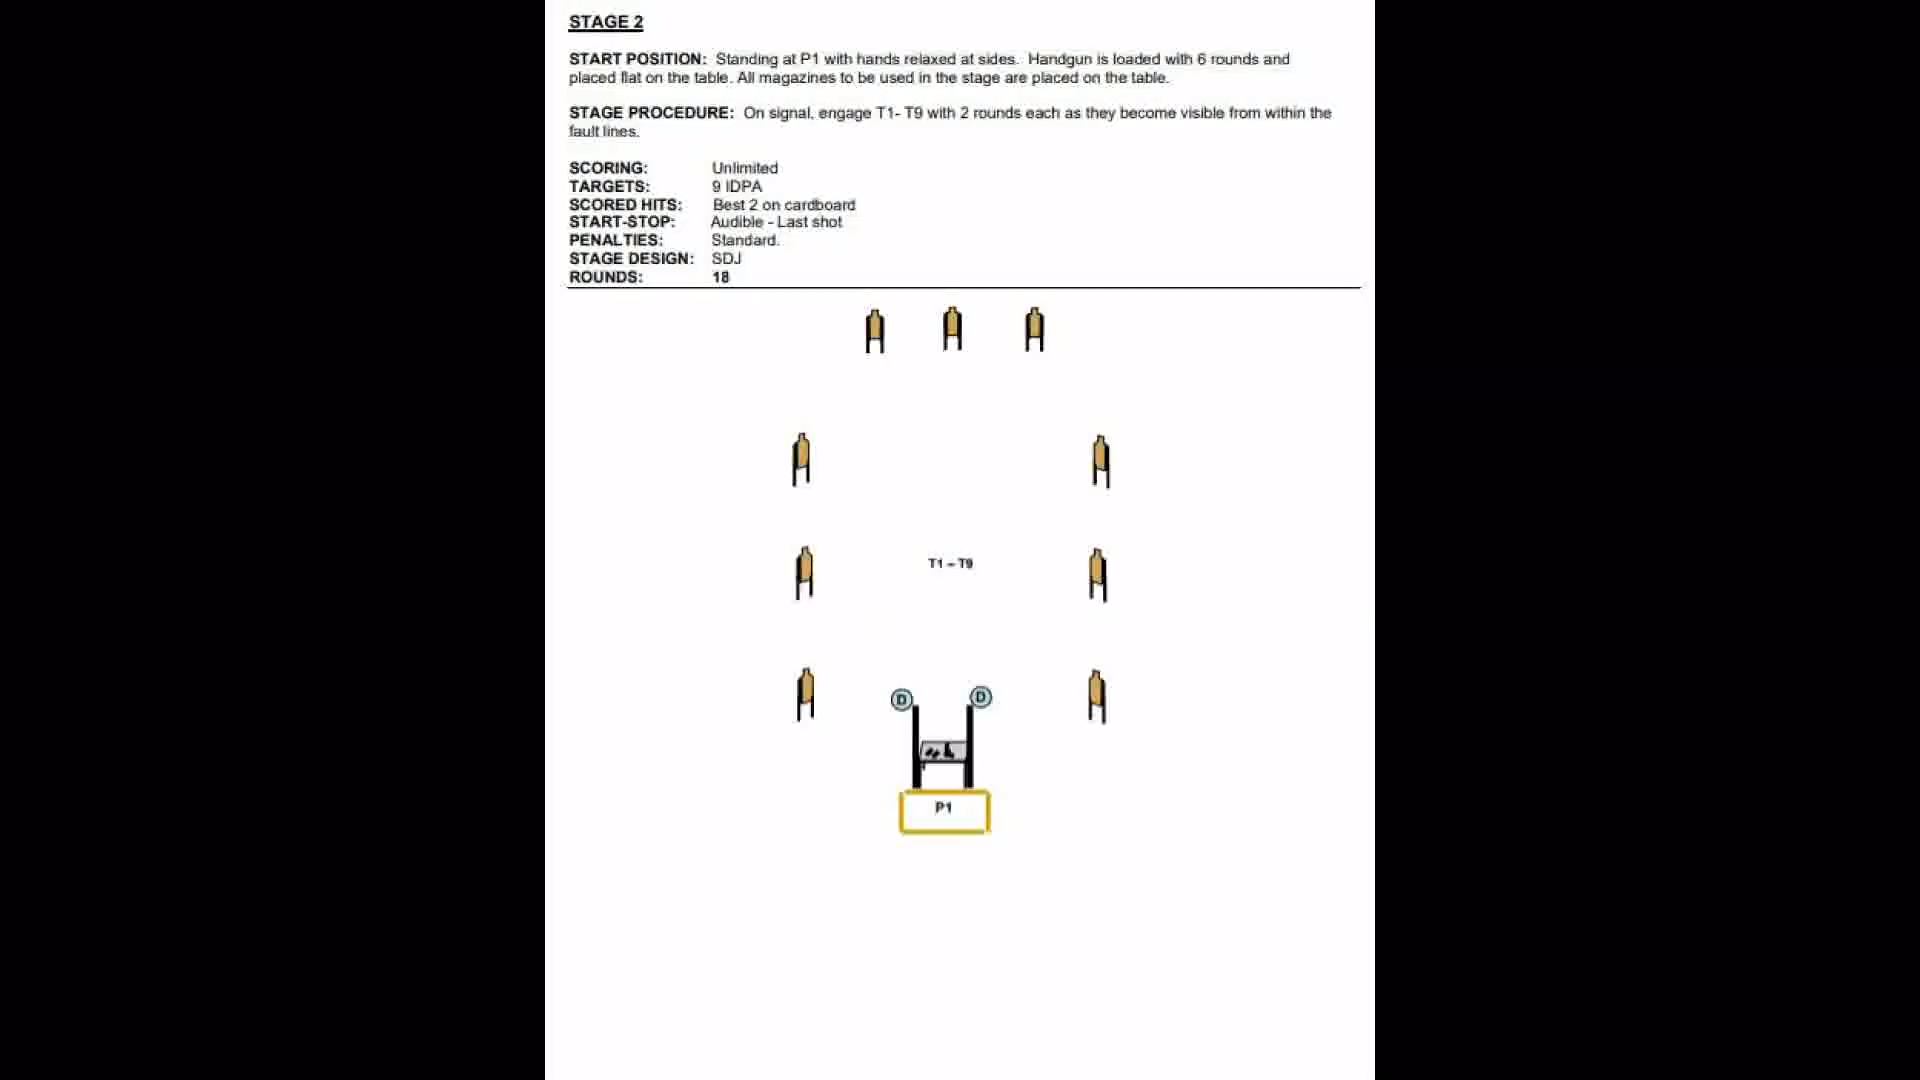 STAGE 2
START POSITION: Standing at P1 with hands relaxed at sides. Handgun is loaded with 6 rounds and
placed flat on the table. All magazines to be used in the stage are placed on the table.
STAGE PROCEDURE: On signal, engage T1- T9 with 2 rounds each as they become visible from within the
fault lines.
SCORING: Unlimited
TARGETS: 9 IDPA
SCORED HITS: Best 2 on cardboard
START-STOP: Audible - Last shot
PENALTIES: Standard.
STAGE DESIGN: SDJ
ROUNDS: 18
T1 – T9
D D
P1